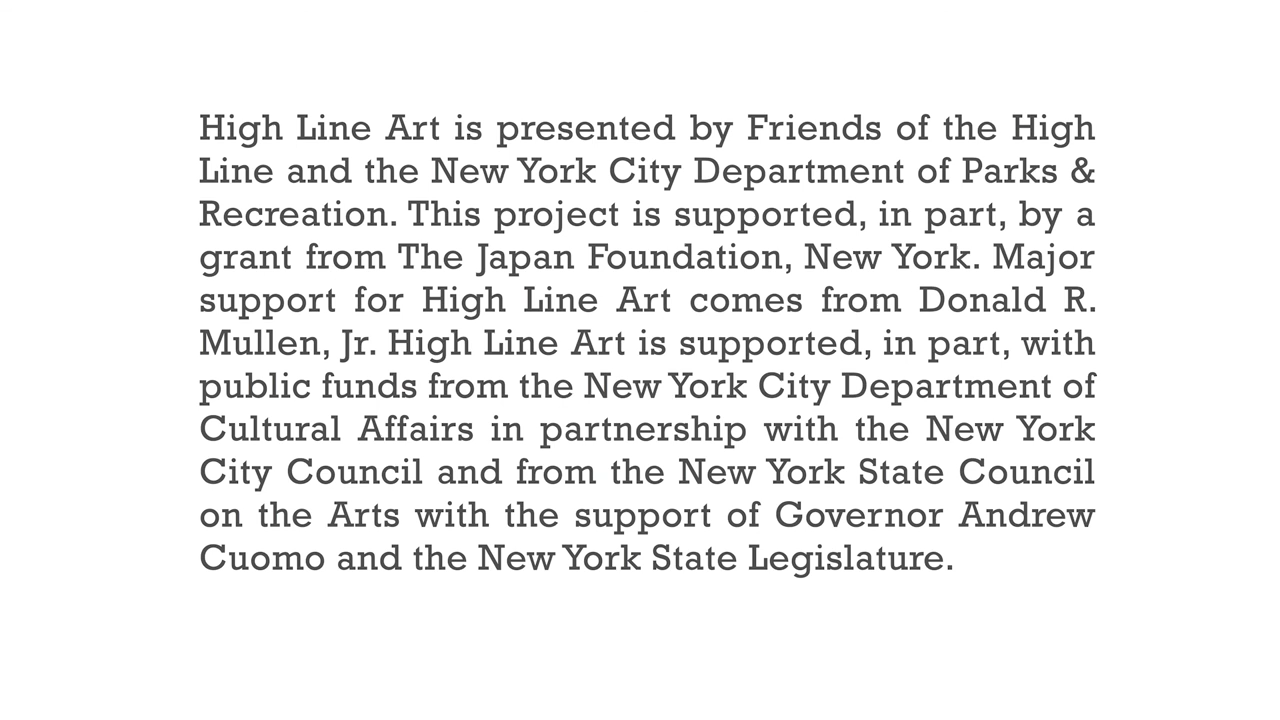 High Line Art is presented by Friends of the High
Line and the New York City Department of Parks &
Recreation. This project is supported, in part, by a
grant from The Japan Foundation, New York. Major
support for High Line Art comes from Donald R.
Mullen, Jr. High Line Art is supported, in part, with
public funds from the New York City Department of
Cultural Affairs in partnership with the New York
City Council and from the New York State Council
on the Arts with the support of Governor Andrew
Cuomo and the New York State Legislature.